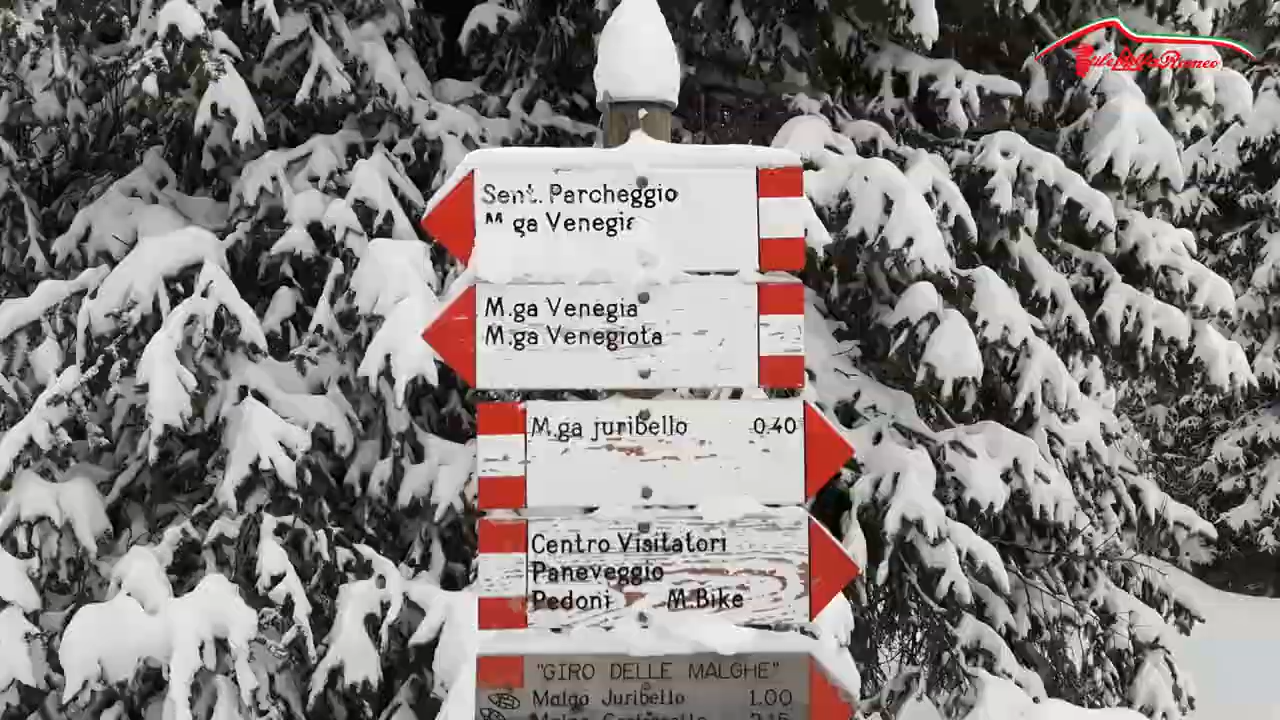 Sent. Parcheggio
M ga Venegia
M.ga Venegia
M.ga Venegiota
M.ga juribello 0.40
Centro Visitatori
Paneveggio
Pedoni M.Bike
"GIRO DELLE MALGHE"
Malga Juribello 1.00